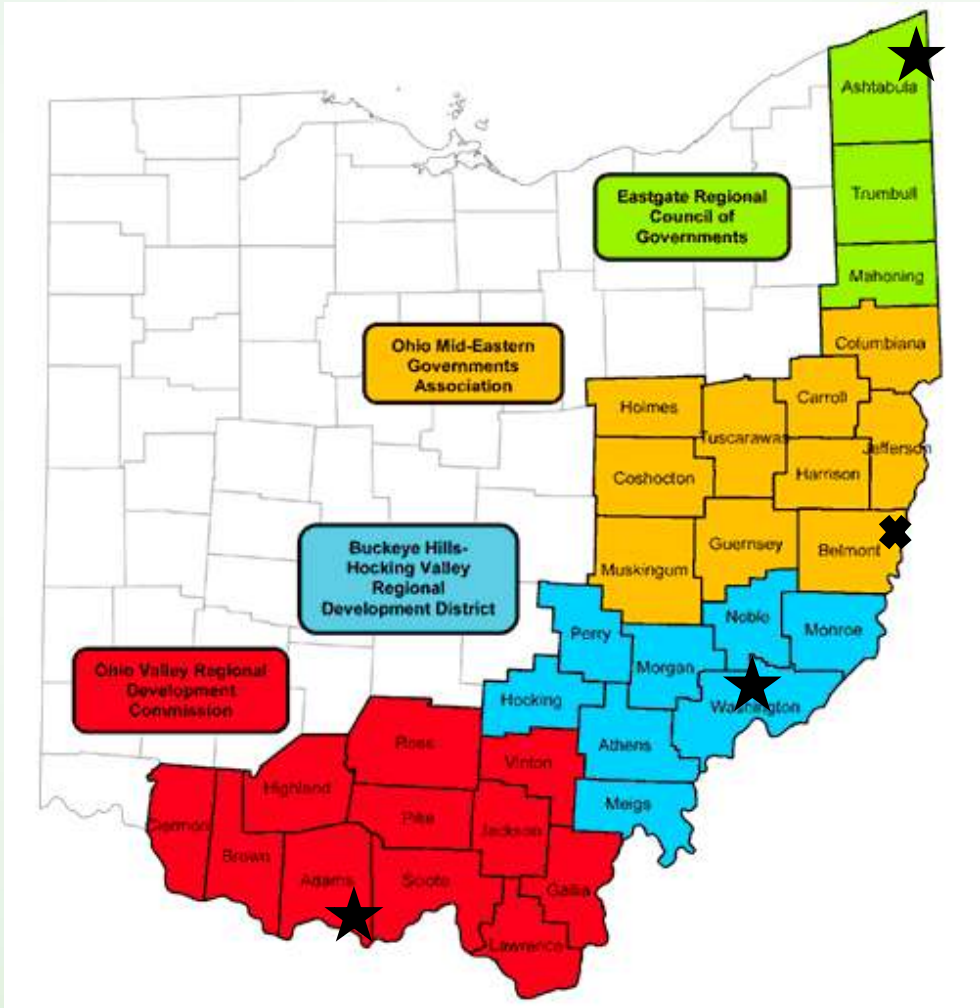 Ashtabula
Eastgate Regional
Council of
Governments
Trumbull
Mahoning
Ohio Mid-Eastern
Governments
Association
Columbiana
Carroll
Holmes
Tuscarawas
Jefferson
Coshocton
Harrison
Buckeye Hills-
Hocking Valley
Regional
Development District
Guernsey
Belmont
Muskingum
Noble
Monroe
Perry
Morgan
Ohio Valley Regional
Development
Commission
Hocking
Washington
Athens
Ross
Vinton
Highland
Meigs
Pike
Jackson
Clermon
Brown
Adams
Scioto
Gallia
Lawrence